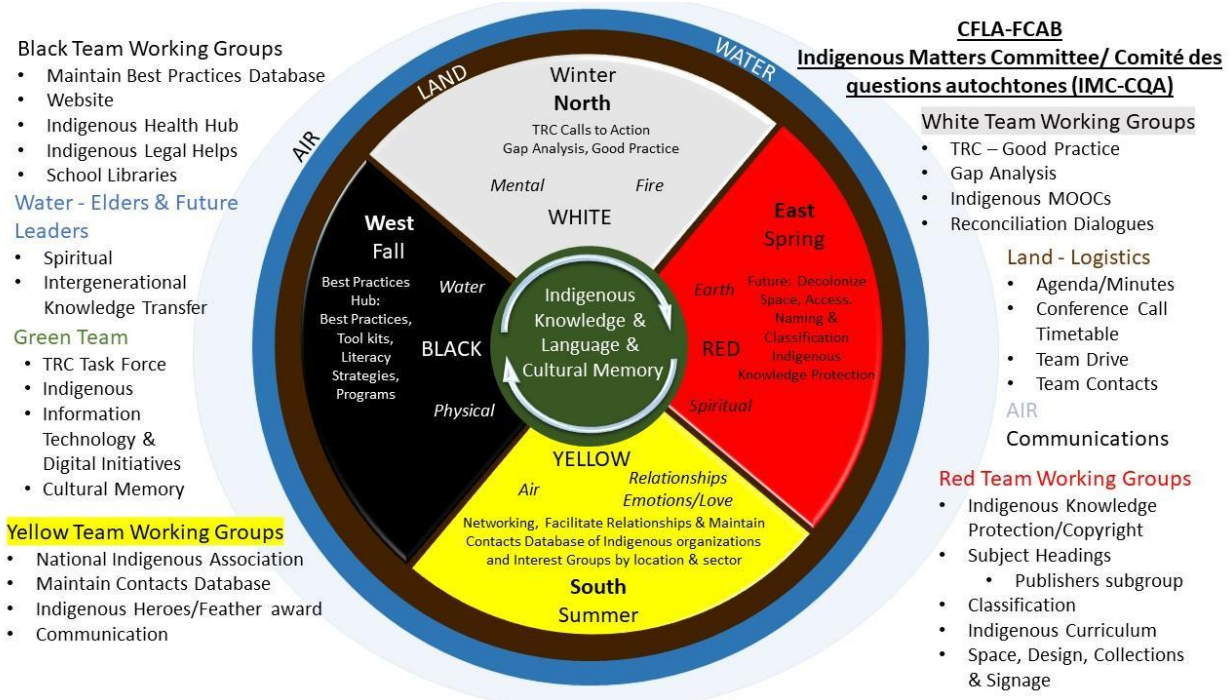 Black Team Working Groups
• Maintain Best Practices Database
• Website
• Indigenous Health Hub
• Indigenous Legal Helps
• School Libraries
Water - Elders & Future
Leaders
• Spiritual
• Intergenerational
Knowledge Transfer
Green Team
• TRC Task Force
• Indigenous
• Information
Technology &
Digital Initiatives
• Cultural Memory
Yellow Team Working Groups
• National Indigenous Association
• Maintain Contacts Database
• Indigenous Heroes/Feather award
• Communication
AIR
LAND
WATER
Winter
North
TRC Calls to Action
Gap Analysis, Good Practice
Mental
Fire
WHITE
West
Fall
Best Practices
Hub:
Best Practices,
Tool kits,
Literacy
Strategies,
Programs
Water
BLACK
Physical
Indigenous
Knowledge &
Language &
Cultural Memory
East
Spring
Earth
Future: Decolonize
Space, Access.
Naming &
Classification
Indigenous
Knowledge Protection
RED
Spiritual
YELLOW
Air
Relationships
Emotions/Love
Networking, Facilitate Relationships & Maintain
Contacts Database of Indigenous organizations
and Interest Groups by location & sector
South
Summer
CFLA-FCAB
Indigenous Matters Committee/ Comité des
questions autochtones (IMC-CQA)
White Team Working Groups
• TRC – Good Practice
• Gap Analysis
• Indigenous MOOCs
• Reconciliation Dialogues
Land - Logistics
• Agenda/Minutes
• Conference Call
Timetable
• Team Drive
• Team Contacts
AIR
Communications
Red Team Working Groups
• Indigenous Knowledge
Protection/Copyright
• Subject Headings
• Publishers subgroup
• Classification
• Indigenous Curriculum
• Space, Design, Collections
& Signage